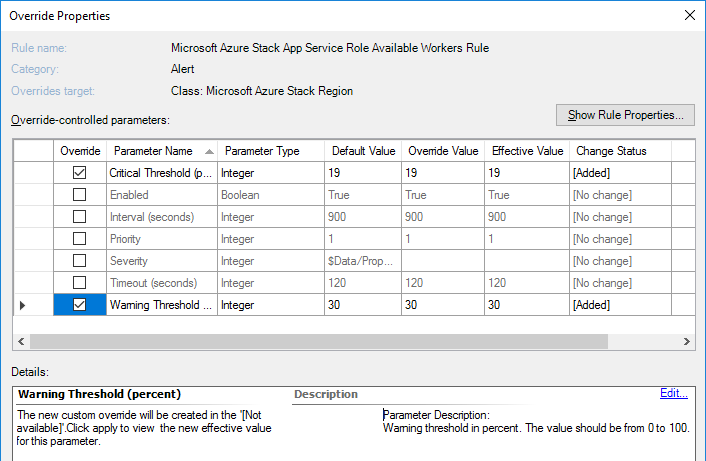 Override Properties
Rule name: Microsoft Azure Stack App Service Role Available Workers Rule
Category: Alert
Overrides target: Class: Microsoft Azure Stack Region
Override-controlled parameters: Show Rule Properties...
Override Parameter Name Parameter Type Default Value Override Value Effective Value Change Status
Critical Threshold (p... Integer 19 19 19 [Added]
Enabled Boolean True True True [No change]
Interval (seconds) Integer 900 900 900 [No change]
Priority Integer 1 1 1 [No change]
Severity Integer $Data/Prop... [No change]
Timeout (seconds) Integer 120 120 120 [No change]
Warning Threshold ... Integer 30 30 30 [Added]
Details:
Warning Threshold (percent) Description Edit...
The new custom override will be created in the '[Not
available]'.Click apply to view the new effective value
for this parameter.
Parameter Description:
Warning threshold in percent. The value should be from 0 to 100.